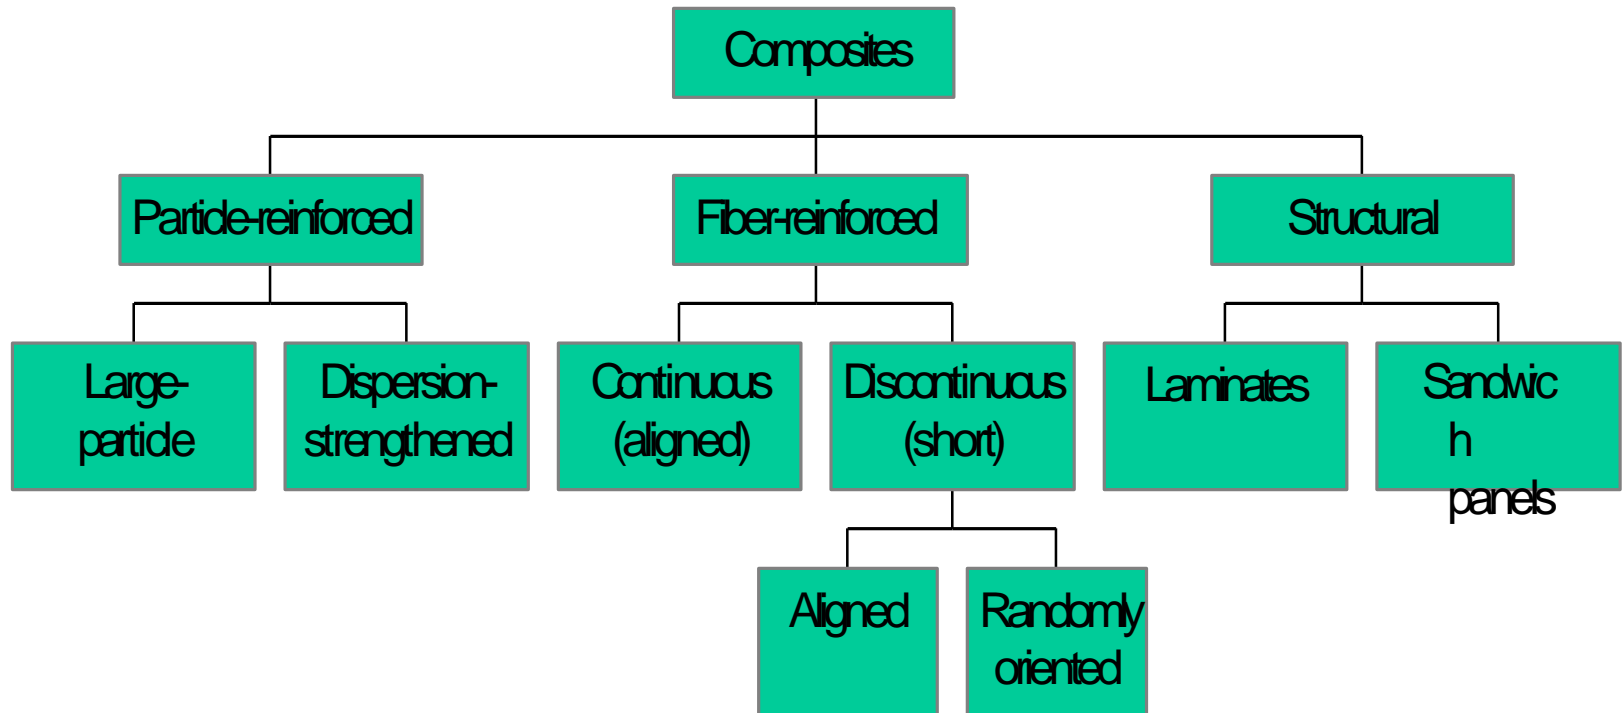 Composites
Particle-reinforced
Fiber-reinforced
Structural
Large-
particle
Dispersion-
strengthened
Continuous
(aligned)
Discontinuous
(short)
Laminates
Sandwic
h
panels
Aligned
Randomly
oriented